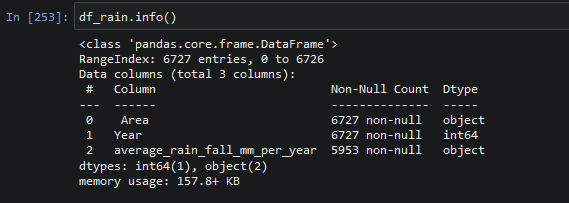 In [253]: df_rain.info()
<class 'pandas.core.frame.DataFrame'>
RangeIndex: 6727 entries, 0 to 6726
Data columns (total 3 columns):
 #   Column                         Non-Null Count  Dtype
---  ------                         --------------  -----
 0    Area                          6727 non-null   object
 1   Year                           6727 non-null   int64
 2   average_rain_fall_mm_per_year  5953 non-null   object
dtypes: int64(1), object(2)
memory usage: 157.8+ KB